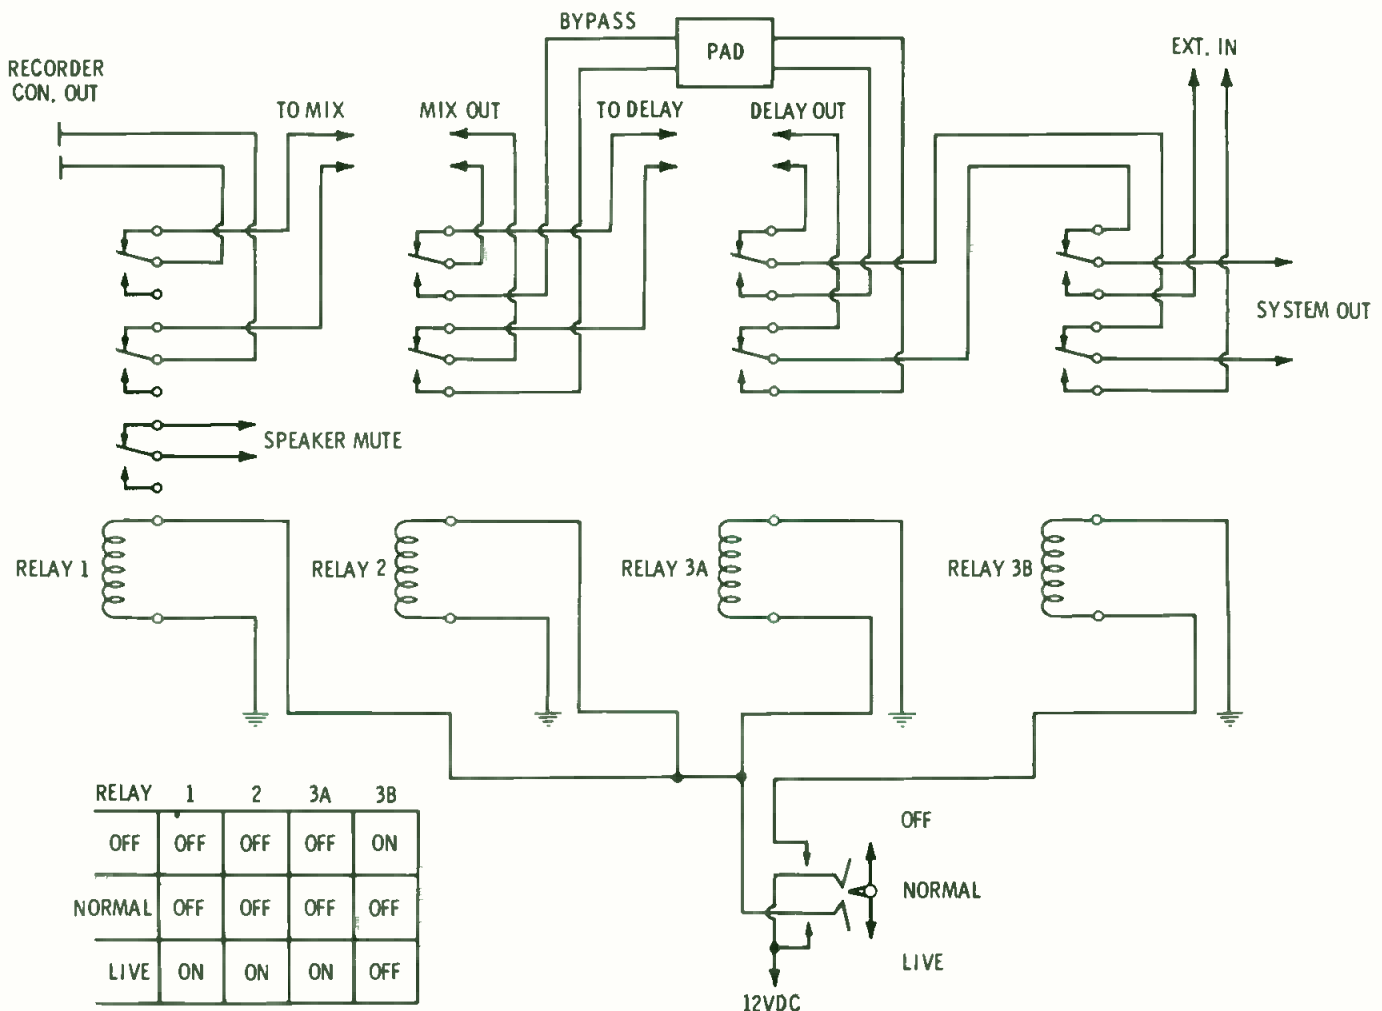 BYPASS
PAD
EXT. IN
RECORDER
CON. OUT
TO MIX
MIX OUT
TO DELAY
DELAY OUT
SYSTEM OUT
SPEAKER MUTE
RELAY 1
RELAY 2
RELAY 3A
RELAY 3B
RELAY 1 2 3A 3B
OFF OFF OFF OFF ON
NORMAL OFF OFF OFF OFF
LIVE ON ON ON OFF
OFF
NORMAL
LIVE
12VDC